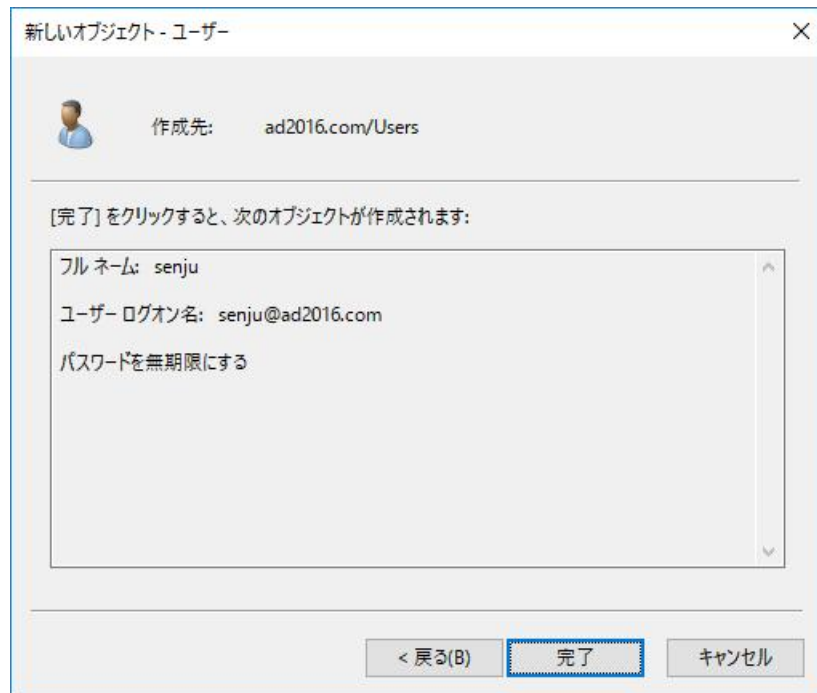 新しいオブジェクト - ユーザー
作成先: ad2016.com/Users
[完了] をクリックすると、次のオブジェクトが作成されます:
フル ネーム: senju
ユーザー ログオン名: senju@ad2016.com
パスワードを無期限にする
< 戻る(B) 完了 キャンセル